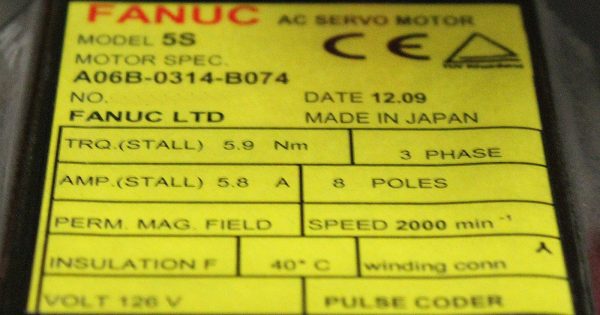 FANUC AC SERVO MOTOR
MODEL 5S
MOTOR SPEC.
A06B-0314-B074
NO. DATE 12.09
FANUC LTD MADE IN JAPAN
TRQ.(STALL) 5.9 Nm 3 PHASE
AMP.(STALL) 5.8 A 8 POLES
PERM. MAG. FIELD SPEED 2000 min⁻¹
INSULATION F 40° C winding conn
VOLT 126 V PULSE CODER